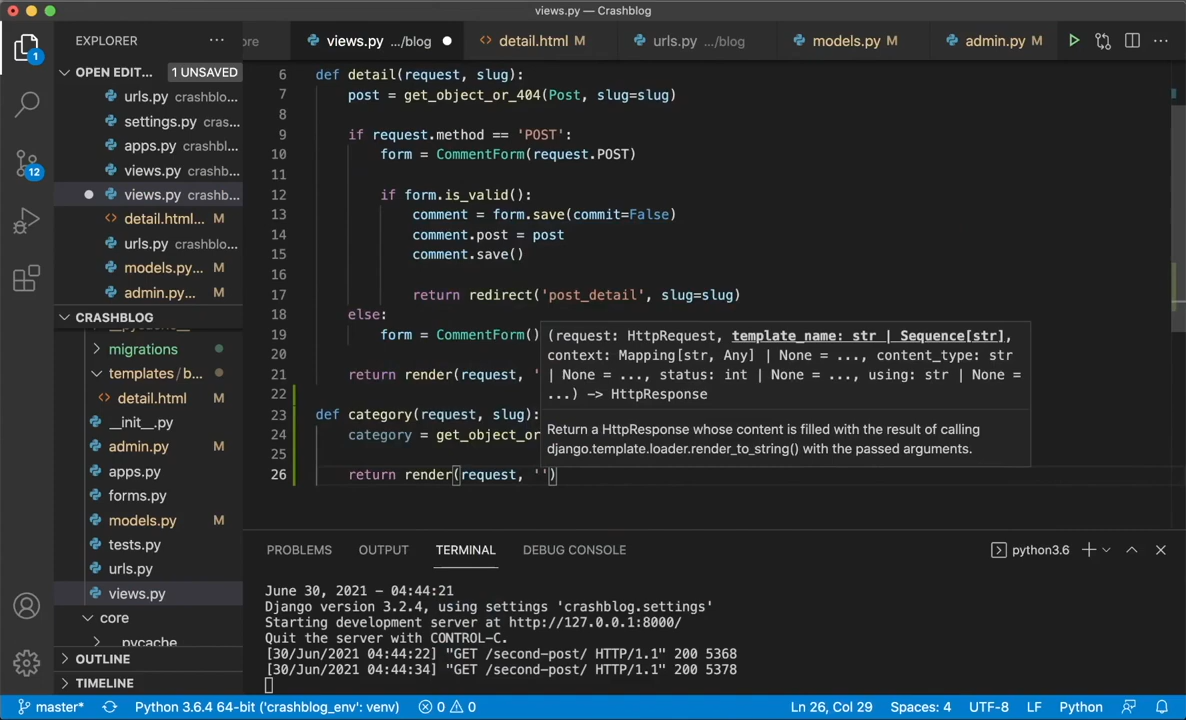 views.py — Crashblog
EXPLORER
ore
views.py .../blog
detail.html M
urls.py .../blog
models.py M
admin.py M
OPEN EDIT... 1 UNSAVED
urls.py crashblo...
settings.py cras...
apps.py crashbl...
views.py crashb...
views.py crashb...
detail.html... M
urls.py crashblo...
models.py... M
admin.py... M
CRASHBLOG
__pycache__
migrations
templates/b...
detail.html M
__init__.py
admin.py M
apps.py
forms.py
models.py M
tests.py
urls.py
views.py
core
__pycache__
OUTLINE
TIMELINE
1
12
6 def detail(request, slug):
7 post = get_object_or_404(Post, slug=slug)
8
9 if request.method == 'POST':
10 form = CommentForm(request.POST)
11
12 if form.is_valid():
13 comment = form.save(commit=False)
14 comment.post = post
15 comment.save()
16
17 return redirect('post_detail', slug=slug)
18 else:
19 form = CommentForm()
20
21 return render(request, '
22
23 def category(request, slug):
24 category = get_object_or
25
26 return render(request, '')
(request: HttpRequest, template_name: str | Sequence[str],
context: Mapping[str, Any] | None = ..., content_type: str
| None = ..., status: int | None = ..., using: str | None =
...) -> HttpResponse
Return a HttpResponse whose content is filled with the result of calling
django.template.loader.render_to_string() with the passed arguments.
PROBLEMS OUTPUT TERMINAL DEBUG CONSOLE
python3.6
June 30, 2021 - 04:44:21
Django version 3.2.4, using settings 'crashblog.settings'
Starting development server at http://127.0.0.1:8000/
Quit the server with CONTROL-C.
[30/Jun/2021 04:44:22] "GET /second-post/ HTTP/1.1" 200 5368
[30/Jun/2021 04:44:34] "GET /second-post/ HTTP/1.1" 200 5378
master* Python 3.6.4 64-bit ('crashblog_env': venv) 0 0 Ln 26, Col 29 Spaces: 4 UTF-8 LF Python